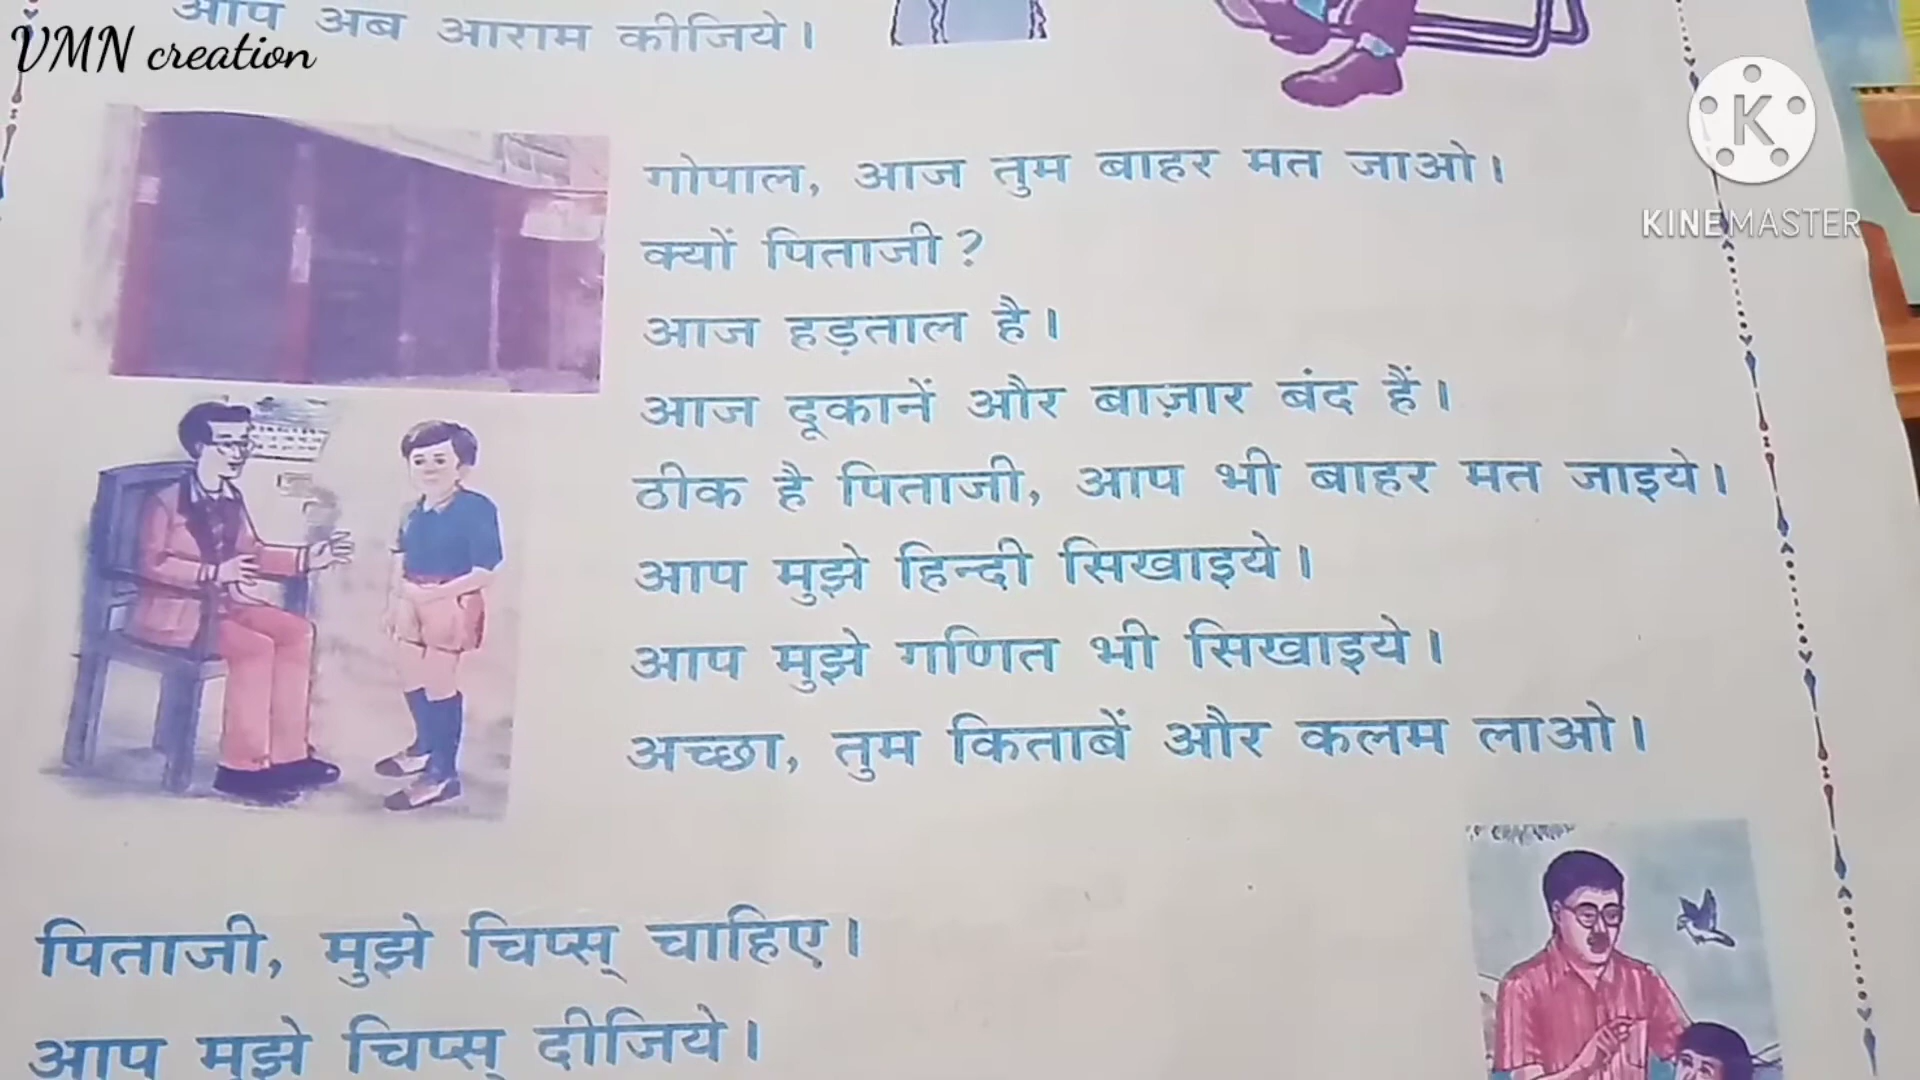 आप अब आराम कीजिये।
VMN creation
K
KINEMASTER
गोपाल, आज तुम बाहर मत जाओ।
क्यों पिताजी?
आज हड़ताल है।
आज दूकानें और बाज़ार बंद हैं।
ठीक है पिताजी, आप भी बाहर मत जाइये।
आप मुझे हिन्दी सिखाइये।
आप मुझे गणित भी सिखाइये।
अच्छा, तुम किताबें और कलम लाओ।
पिताजी, मुझे चिप्स् चाहिए।
आप मुझे चिप्स् दीजिये।